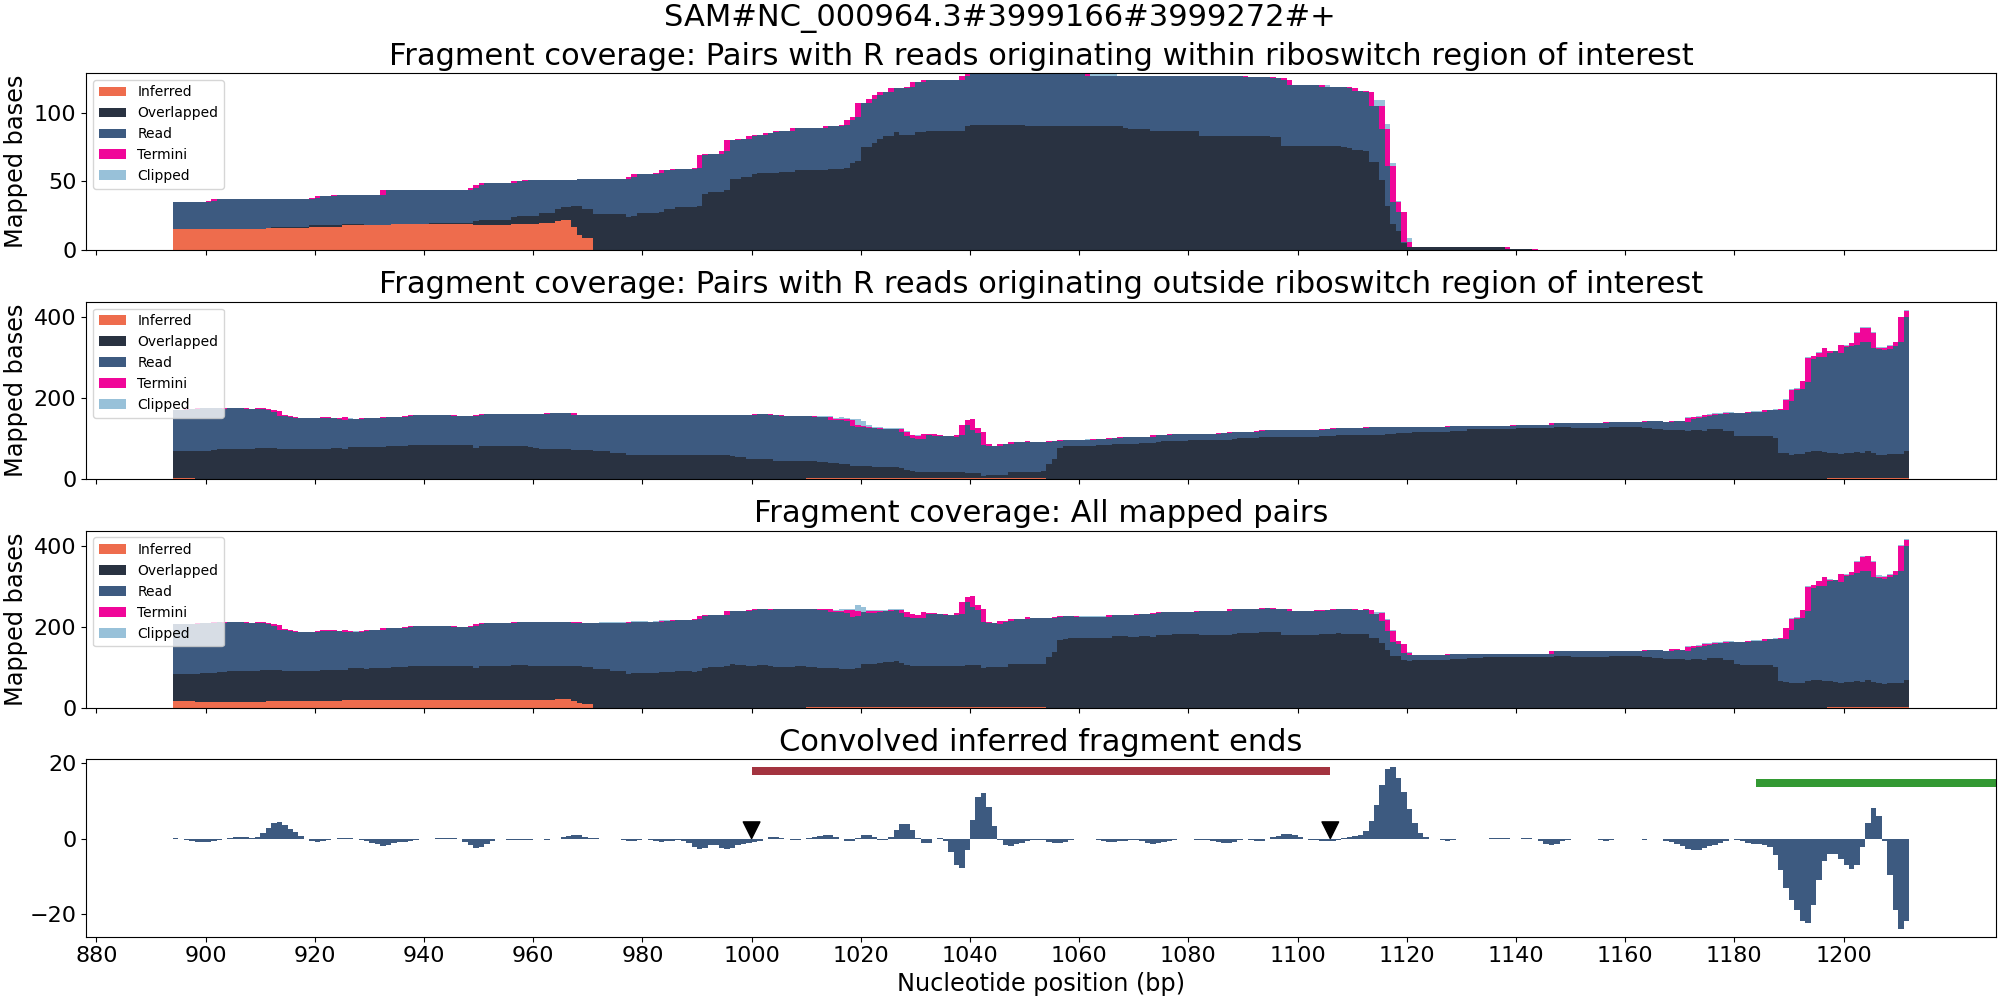 SAM#NC_000964.3#3999166#3999272#+
Fragment coverage: Pairs with R reads originating within riboswitch region of interest
Mapped bases
100
50
0
Inferred
Overlapped
Read
Termini
Clipped
Fragment coverage: Pairs with R reads originating outside riboswitch region of interest
Mapped bases
400
200
0
Inferred
Overlapped
Read
Termini
Clipped
Fragment coverage: All mapped pairs
Mapped bases
400
200
0
Inferred
Overlapped
Read
Termini
Clipped
Convolved inferred fragment ends
20
0
−20
880 900 920 940 960 980 1000 1020 1040 1060 1080 1100 1120 1140 1160 1180 1200
Nucleotide position (bp)